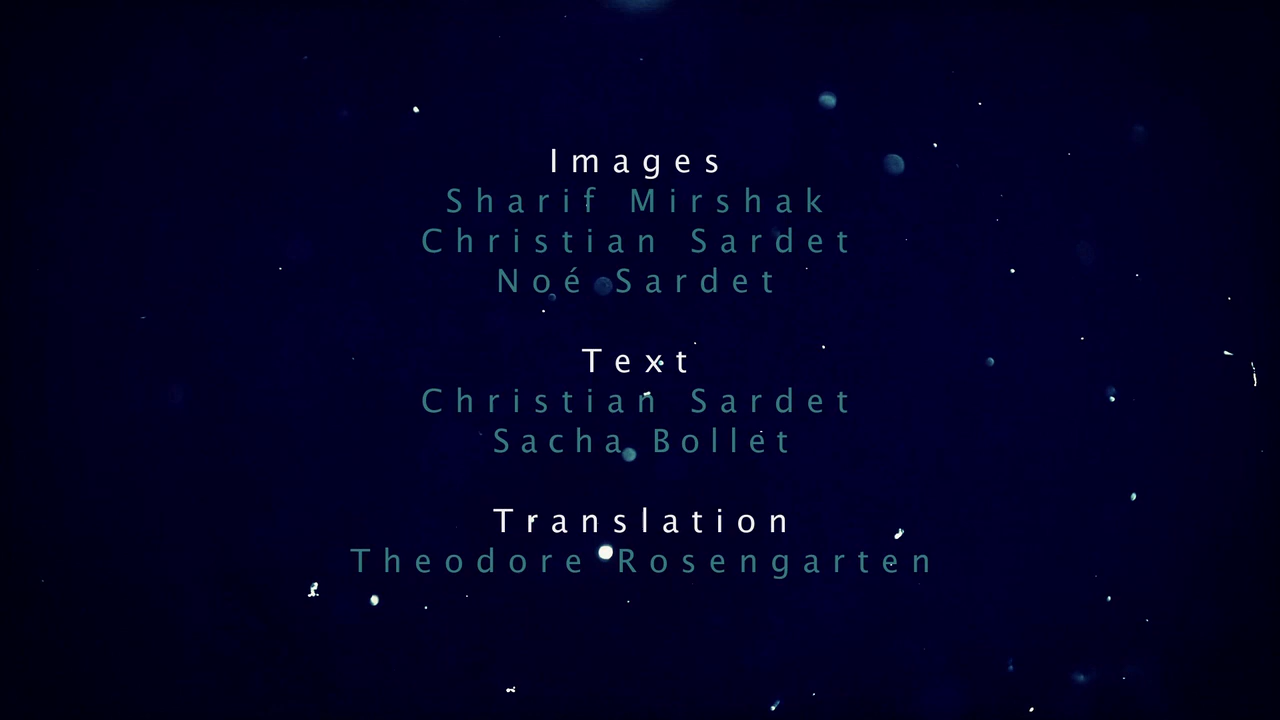 Images
Sharif Mirshak
Christian Sardet
Noé Sardet
Text
Christian Sardet
Sacha Bollet
Translation
Theodore Rosengarten